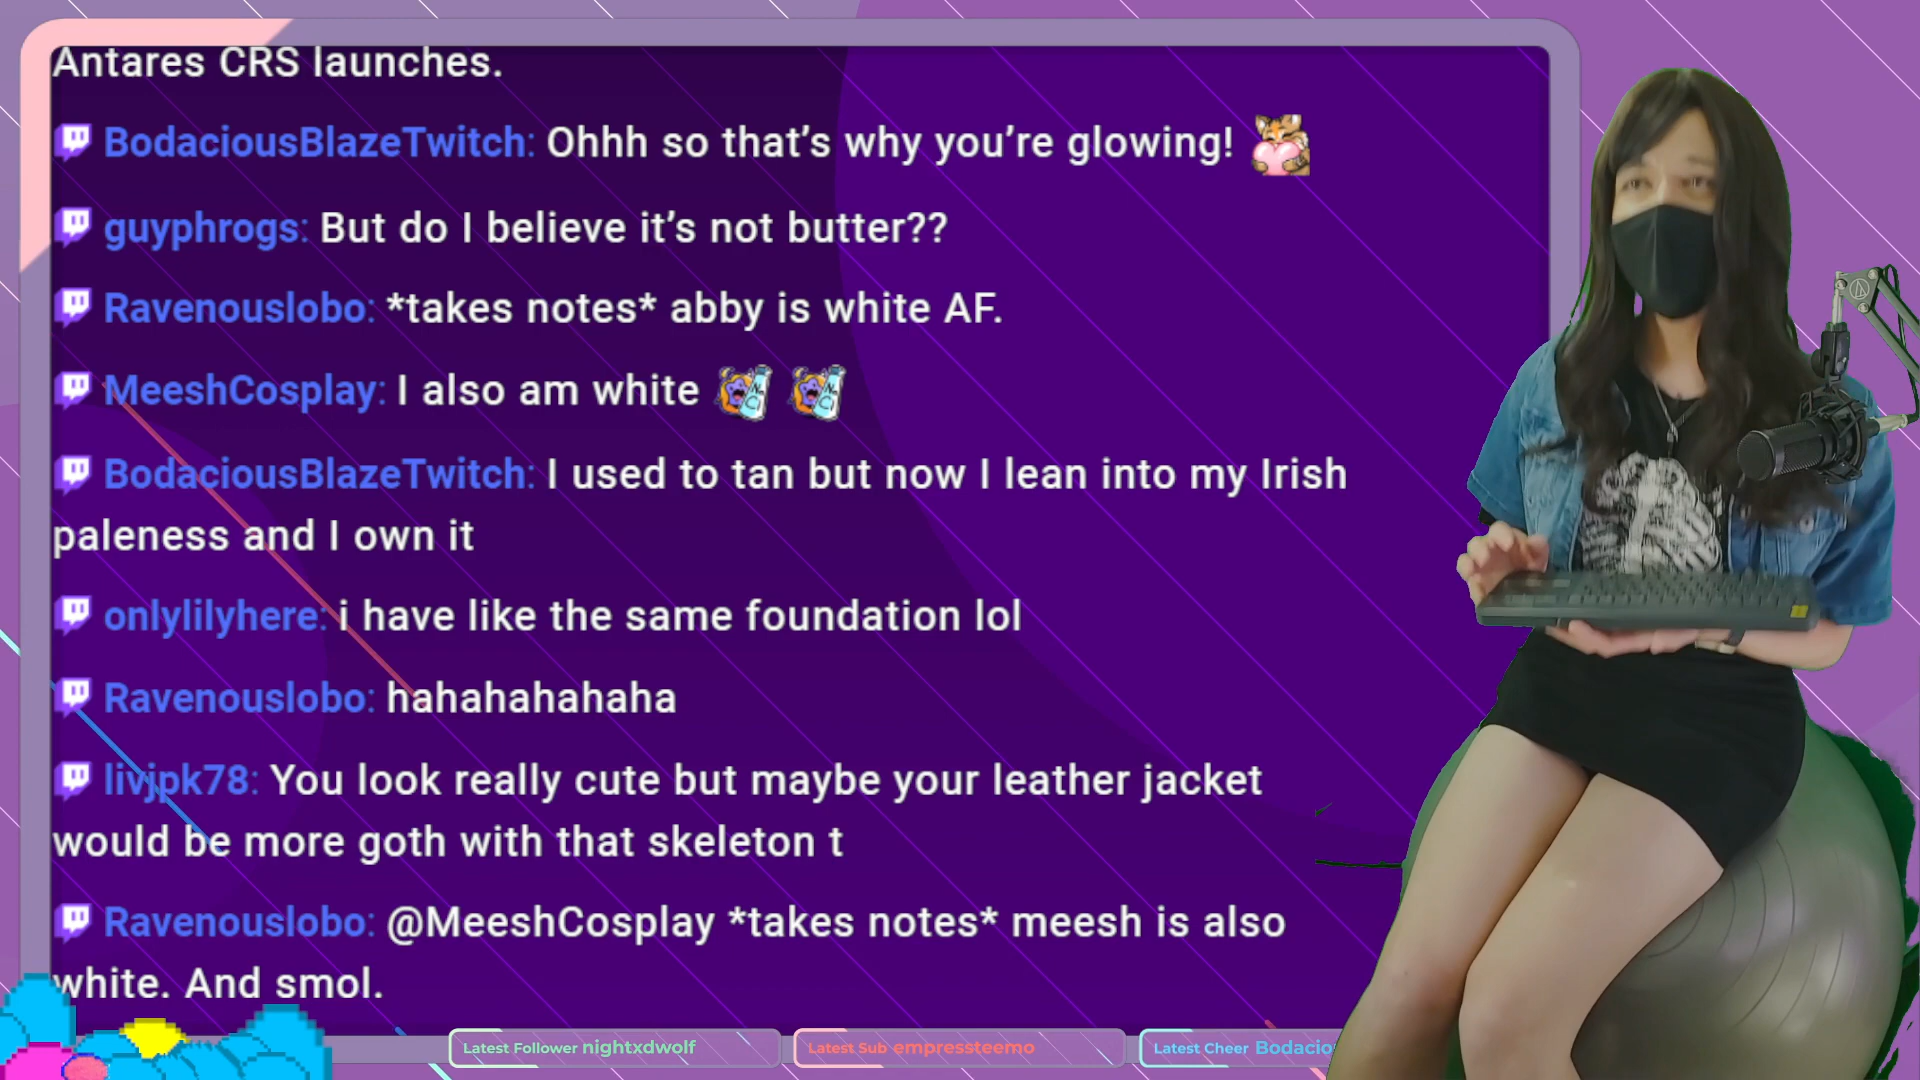 Antares CRS launches.
BodaciousBlazeTwitch: Ohhh so that's why you're glowing!
guyphrogs: But do I believe it's not butter??
Ravenouslobo: *takes notes* abby is white AF.
MeeshCosplay: I also am white
BodaciousBlazeTwitch: I used to tan but now I lean into my Irish
paleness and I own it
onlylilyhere: i have like the same foundation lol
Ravenouslobo: hahahahahaha
livjpk78: You look really cute but maybe your leather jacket
would be more goth with that skeleton t
Ravenouslobo: @MeeshCosplay *takes notes* meesh is also
white. And smol.
Latest Follower nightxdwolf
Latest Sub empressteemo
Latest Cheer Bodacio